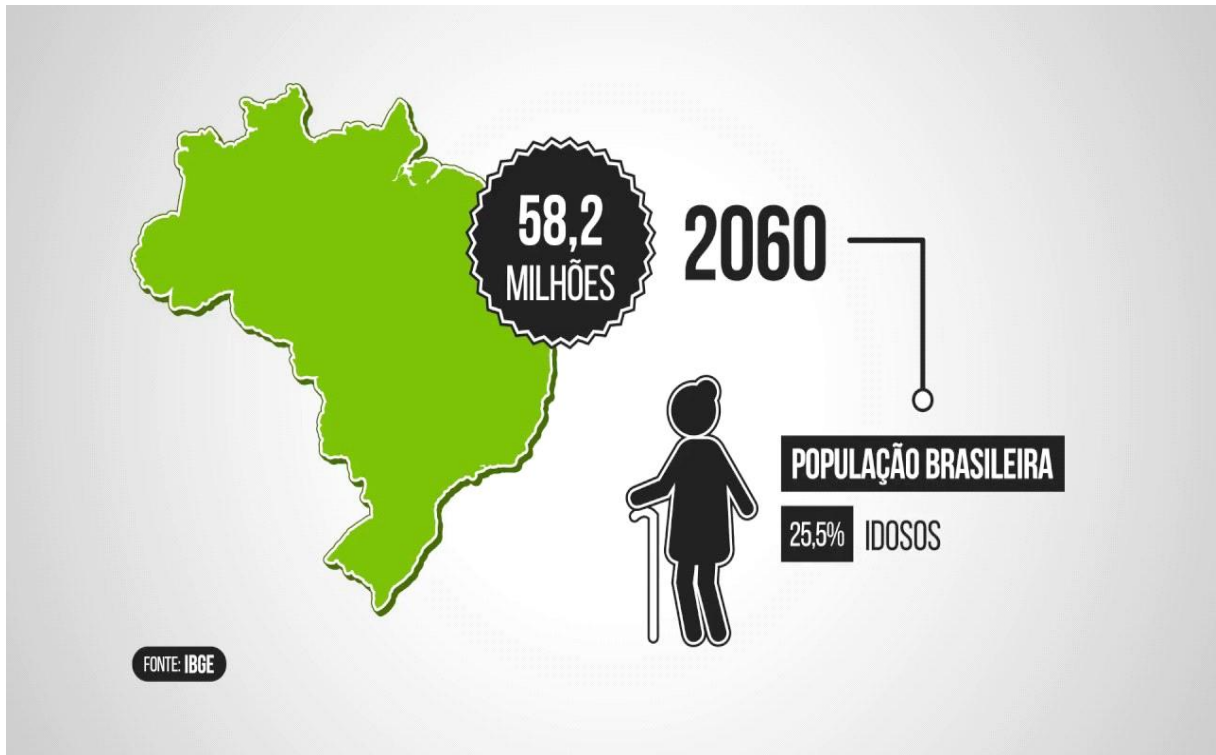 58,2
MILHÕES
2060
POPULAÇÃO BRASILEIRA
25,5% IDOSOS
FONTE: IBGE